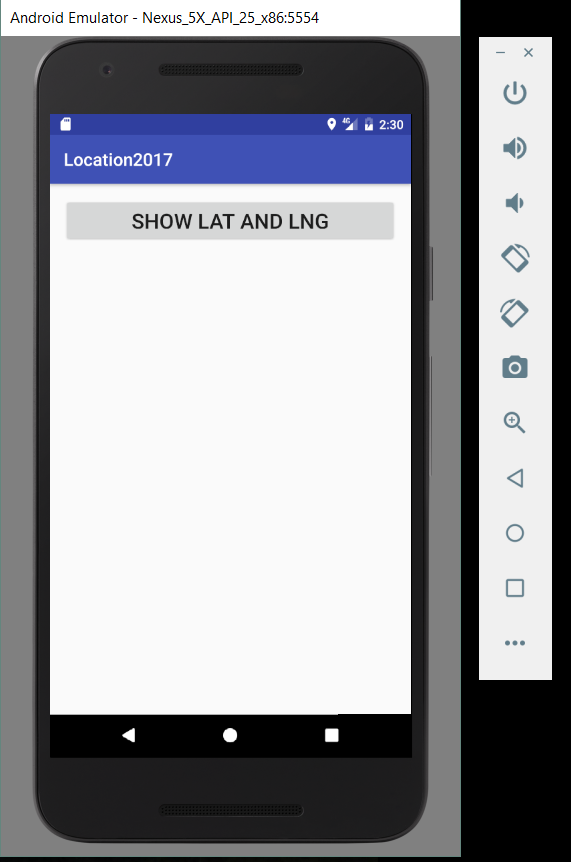 Android Emulator - Nexus_5X_API_25_x86:5554
4G 2:30
Location2017
SHOW LAT AND LNG